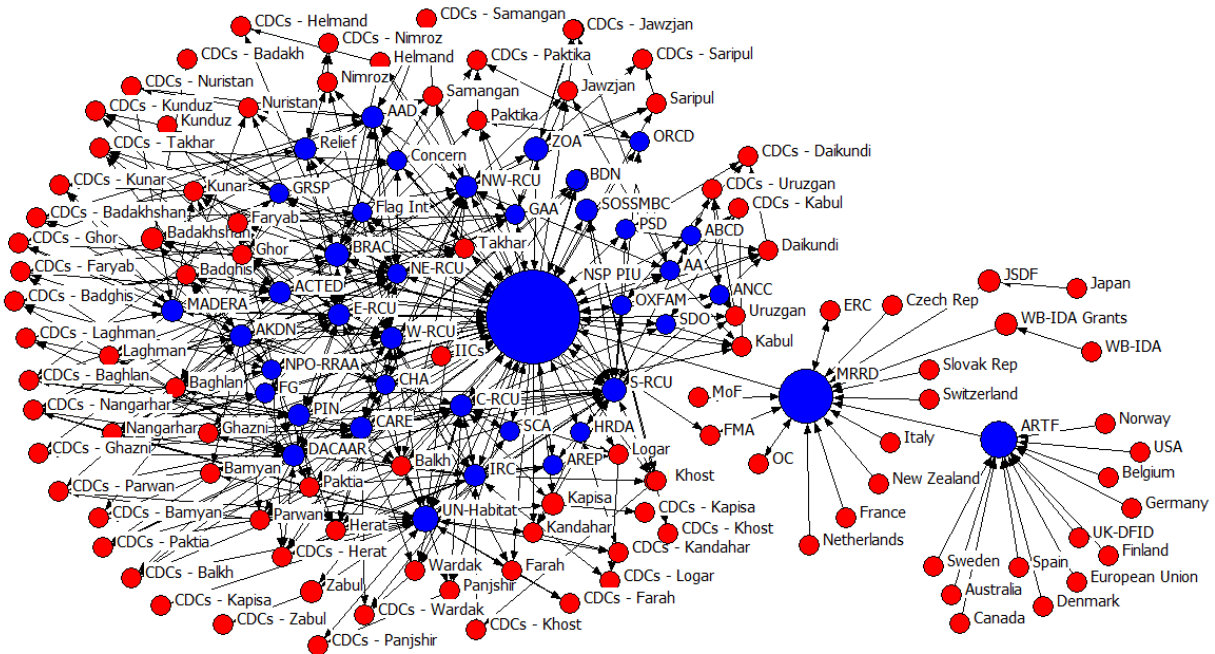 CDCs - Helmand
CDCs - Samangan
CDCs - Jawzjan
CDCs - Nimroz
CDCs - Badakh
Helmand
CDCs - Paktika
CDCs - Saripul
CDCs - Nuristan
Nimroz
Samangan
Jawzjan
Saripul
CDCs - Kunduz
Nuristan
AAD
Paktika
Kunduz
CDCs - Takhar
Relief
ZOA
ORCD
Concern
CDCs - Daikundi
CDCs - Kunar
Kunar
GRSP
NW-RCU
BDN
CDCs - Uruzgan
CDCs - Badakhshan
Faryab
Flag Int
GAA
SOSSMBC
CDCs - Kabul
CDCs - Ghor
Badakhshan
Ghor
BRAC
Takhar
PSD
ABCD
Daikundi
CDCs - Faryab
Badghis
NE-RCU
NSP PIU
AA
JSDF
Japan
CDCs - Badghis
MADERA
ACTED
E-RCU
OXFAM
ANCC
ERC
Czech Rep
WB-IDA Grants
CDCs - Laghman
AKDN
W-RCU
SDO
Uruzgan
Laghman
IICs
Kabul
WB-IDA
CDCs - Baghlan
Baghlan
NPO-RRAA
FG
CHA
S-RCU
MRRD
Slovak Rep
CDCs - Nangarhar
PIN
C-RCU
MoF
Switzerland
Nangarhar
Ghazni
CARE
SCA
HRDA
FMA
Italy
ARTF
Norway
CDCs - Ghazni
DACAAR
Balkh
IRC
AREP
Logar
OC
USA
Bamyan
Paktia
Khost
New Zealand
Belgium
CDCs - Parwan
Kapisa
Germany
CDCs - Bamyan
Parwan
Herat
UN-Habitat
Kandahar
CDCs - Kapisa
CDCs - Khost
France
Netherlands
UK-DFID
CDCs - Paktia
CDCs - Herat
CDCs - Kandahar
Finland
CDCs - Balkh
Wardak
Farah
CDCs - Logar
Sweden
Spain
European Union
Zabul
Panjshir
Australia
CDCs - Kapisa
CDCs - Farah
Denmark
CDCs - Zabul
CDCs - Wardak
Canada
CDCs - Panjshir
CDCs - Khost